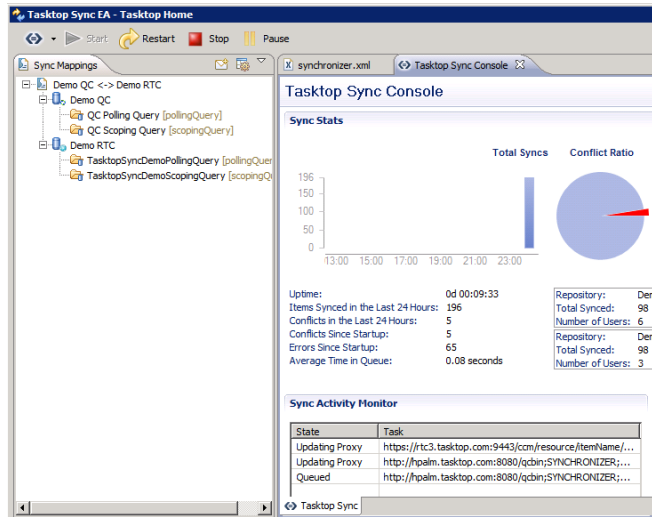 Tasktop Sync EA - Tasktop Home
Start Restart Stop Pause
Sync Mappings
Demo QC <-> Demo RTC
Demo QC
QC Polling Query [pollingQuery]
QC Scoping Query [scopingQuery]
Demo RTC
TasktopSyncDemoPollingQuery [pollingQuer
TasktopSyncDemoScopingQuery [scopingQu
synchronizer.xml Tasktop Sync Console
Tasktop Sync Console
Sync Stats
Total Syncs Conflict Ratio
196
150
100
50
0
13:00 15:00 17:00 19:00 21:00 23:00
Uptime: 0d 00:09:33
Items Synced in the Last 24 Hours: 196
Conflicts in the Last 24 Hours: 5
Conflicts Since Startup: 5
Errors Since Startup: 65
Average Time in Queue: 0.08 seconds
Repository: Der
Total Synced: 98
Number of Users: 6
Repository: Der
Total Synced: 98
Number of Users: 3
Sync Activity Monitor
State Task
Updating Proxy https://rtc3.tasktop.com:9443/ccm/resource/itemName/...
Updating Proxy http://hpalm.tasktop.com:8080/qcbin;SYNCHRONIZER;...
Queued http://hpalm.tasktop.com:8080/qcbin;SYNCHRONIZER;...
Tasktop Sync